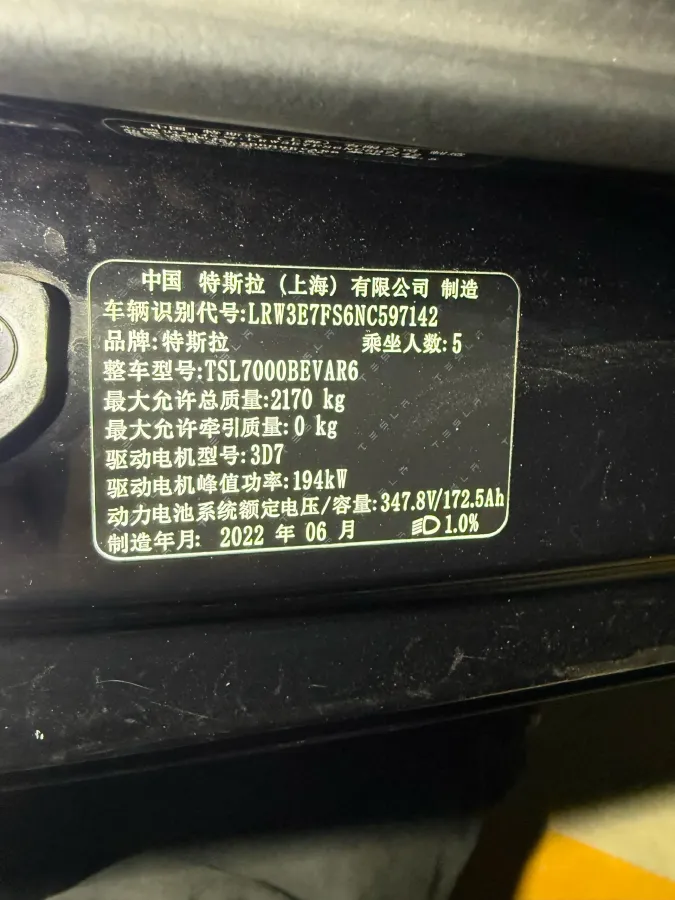 中国 特斯拉（上海）有限公司 制造
车辆识别代号:LRW3E7FS6NC597142
品牌:特斯拉 乘坐人数:5
整车型号:TSL7000BEVAR6
最大允许总质量:2170 kg
最大允许牵引质量:0 kg
驱动电机型号:3D7
驱动电机峰值功率:194kW
动力电池系统额定电压/容量:347.8V/172.5Ah
制造年月: 2022 年 06 月 1.0%